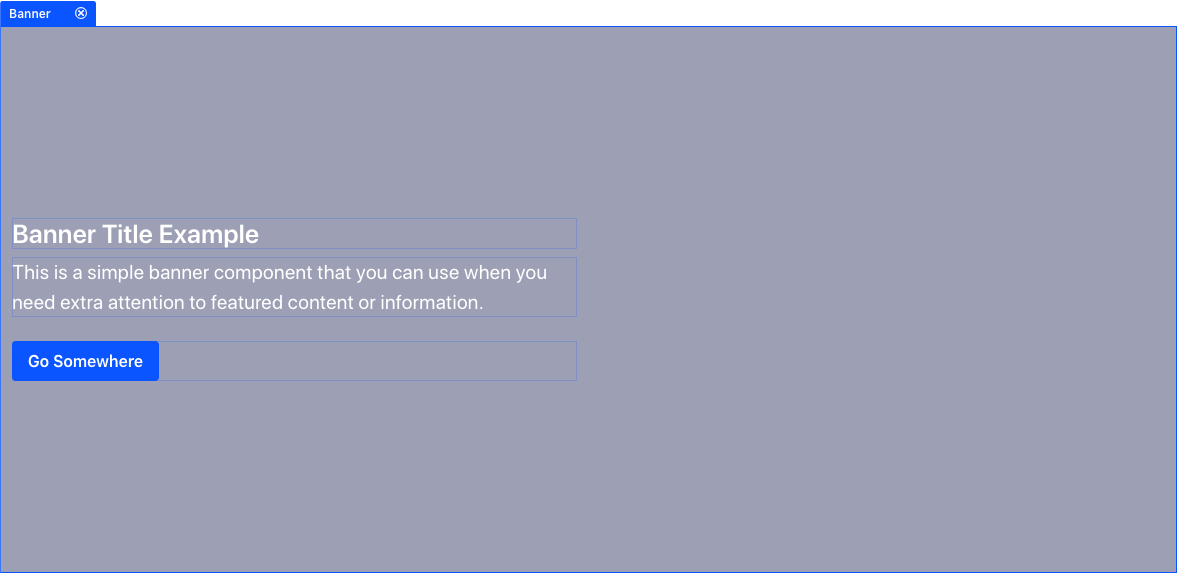 Banner
Banner Title Example
This is a simple banner component that you can use when you
need extra attention to featured content or information.
Go Somewhere